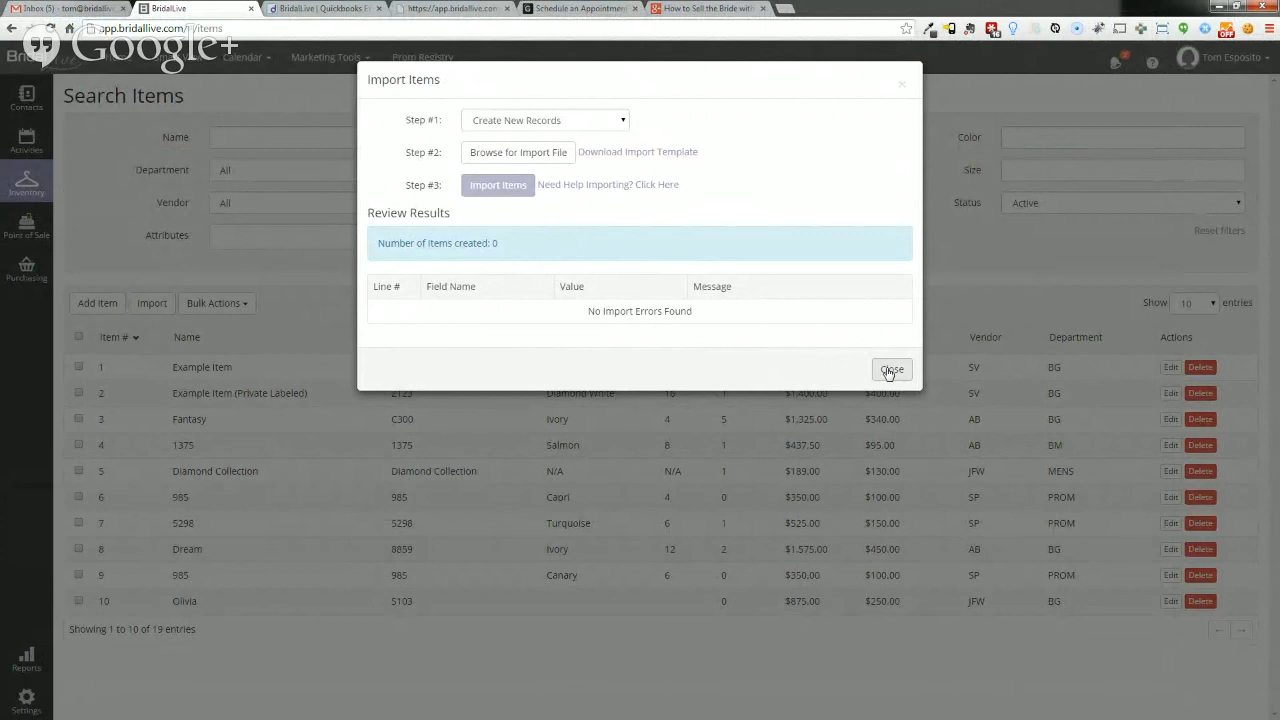 Inbox (5) - tom@bridalliv
BridalLive
BridalLive | Quickbooks E
https://app.bridallive.com
Schedule an Appointment
How to Sell the Bride with
app.bridallive.com/#/items
Google+
Calendar
Marketing Tools
Prom Registry
Tom Esposito
Contacts
Activities
Inventory
Point of Sale
Purchasing
Reports
Settings
Search Items
Name
Color
Department All
Size
Vendor All
Status Active
Attributes
Reset filters
Import Items
Step #1: Create New Records
Step #2: Browse for Import File Download Import Template
Step #3: Import Items Need Help Importing? Click Here
Review Results
Number of items created: 0
Line # Field Name Value Message
No Import Errors Found
Close
Add Item Import Bulk Actions
Show 10 entries
Item # Name Vendor Department Actions
1 Example Item SV BG Edit Delete
2 Example Item (Private Labeled) 2123 Diamond White 16 1 $1,400.00 $400.00 SV BG Edit Delete
3 Fantasy C300 Ivory 4 5 $1,325.00 $340.00 AB BG Edit Delete
4 1375 1375 Salmon 8 1 $437.50 $95.00 AB BM Edit Delete
5 Diamond Collection Diamond Collection N/A N/A 1 $189.00 $130.00 JFW MENS Edit Delete
6 985 985 Capri 4 0 $350.00 $100.00 SP PROM Edit Delete
7 5298 5298 Turquoise 6 1 $525.00 $150.00 SP PROM Edit Delete
8 Dream 8859 Ivory 12 2 $1,575.00 $450.00 AB BG Edit Delete
9 985 985 Canary 6 0 $350.00 $100.00 SP PROM Edit Delete
10 Olivia 5103 0 $875.00 $250.00 JFW BG Edit Delete
Showing 1 to 10 of 19 entries